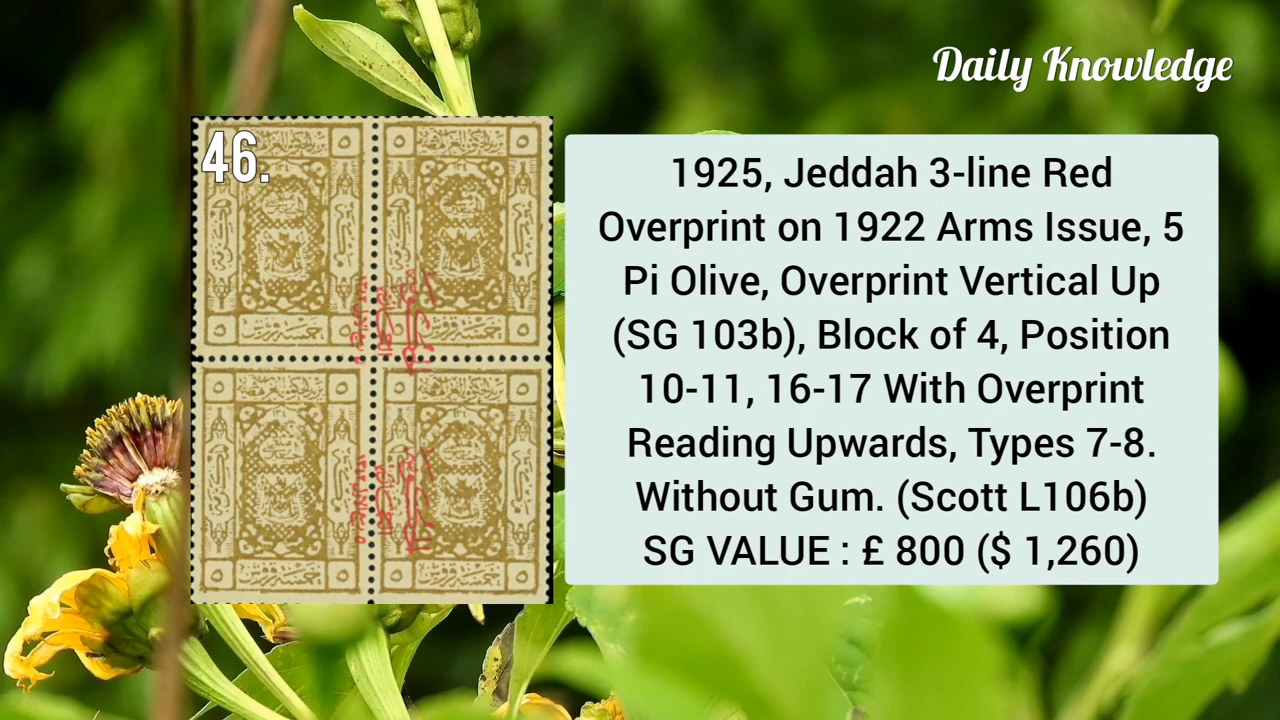 Daily Knowledge
46.
1925, Jeddah 3-line Red
Overprint on 1922 Arms Issue, 5
Pi Olive, Overprint Vertical Up
(SG 103b), Block of 4, Position
10-11, 16-17 With Overprint
Reading Upwards, Types 7-8.
Without Gum. (Scott L106b)
SG VALUE : £ 800 ($ 1,260)